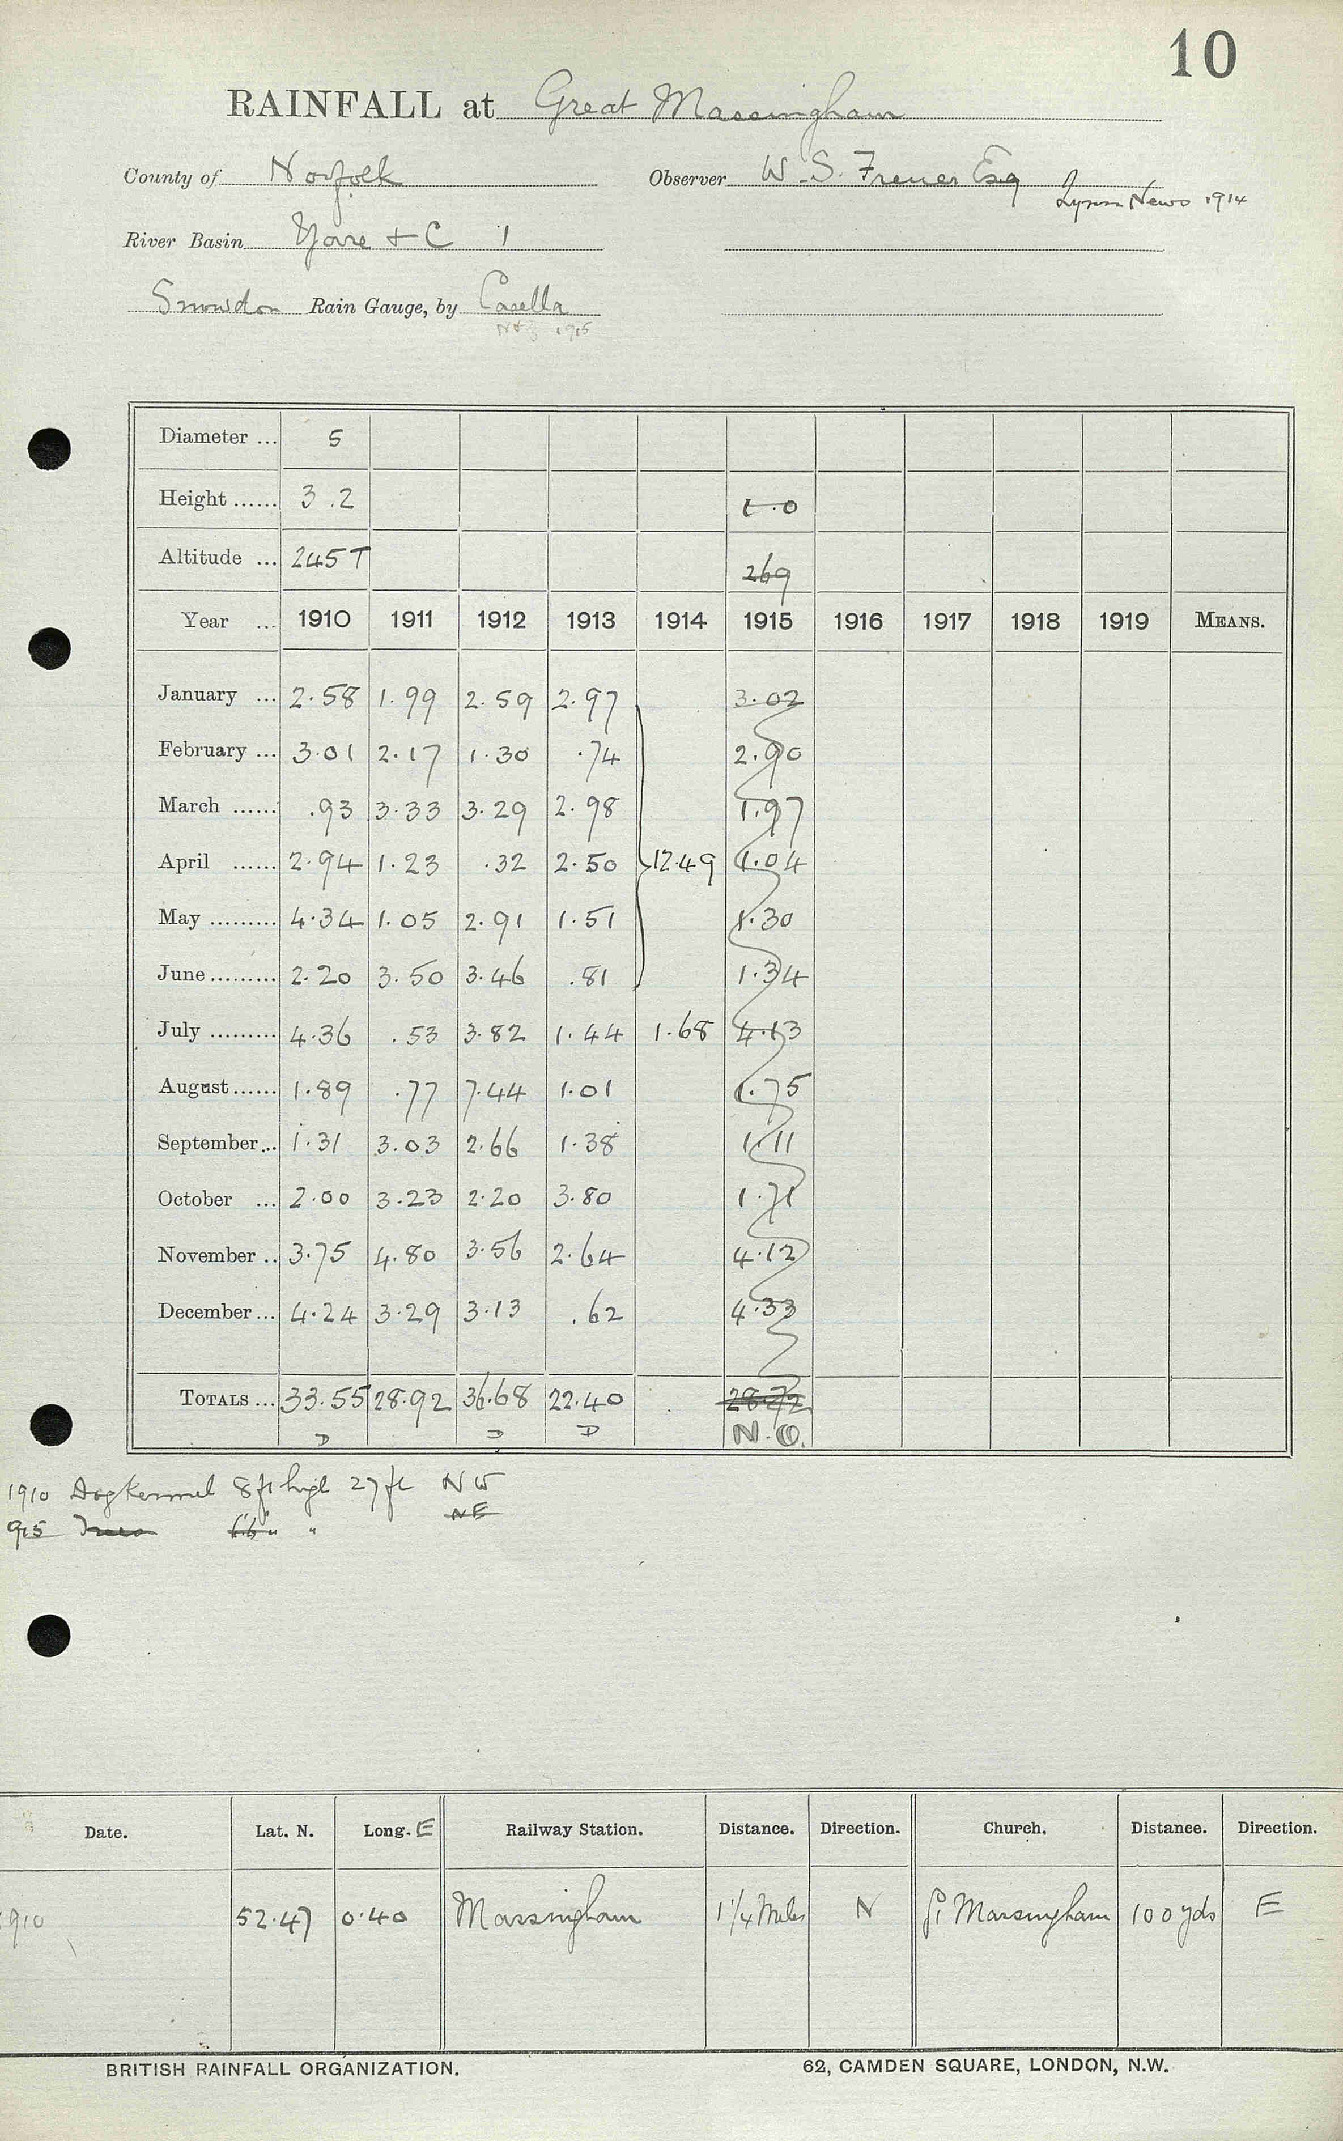 10
RAINFALL at Great Massingham
County of Norfolk Observer W. S. Esq
Lynn News 1914
River Basin Yare + C 1
Snowdon Rain Gauge, by Casella
1915
Diameter ... 5
Height ...... 3.2 1.0
Altitude ... 245 T 269
Year ... 1910 1911 1912 1913 1914 1915 1916 1917 1918 1919 MEANS.
January ... 2.58 1.99 2.59 2.97 3.02
February ... 3.01 2.17 1.30 .74 2.90
March ...... .93 3.33 3.29 2.98 1.97
April ...... 2.94 1.23 .32 2.50 12.49 1.04
May ......... 4.34 1.05 2.91 1.51 1.30
June ......... 2.20 3.50 3.46 .81 1.34
July ......... 4.36 .53 3.82 1.44 1.68 4.13
August ...... 1.89 .77 7.44 1.01 1.75
September ... 1.31 3.03 2.66 1.38 1.11
October ... 2.00 3.23 2.20 3.80 1.71
November .. 3.75 4.80 3.56 2.64 4.12
December ... 4.24 3.29 3.13 .62 4.33
TOTALS ... 33.55 28.92 36.68 22.40 28.72
D D D N.O.
1910 Dog Kennel 8 ft high 27 ft NW
915 Trees " " NE
Date. Lat. N. Long. E Railway Station. Distance. Direction. Church. Distance. Direction.
1910 52.47 0.40 Massingham 1 1/4 Miles N Gt Massingham 100 yds E
BRITISH RAINFALL ORGANIZATION. 62, CAMDEN SQUARE, LONDON, N.W.